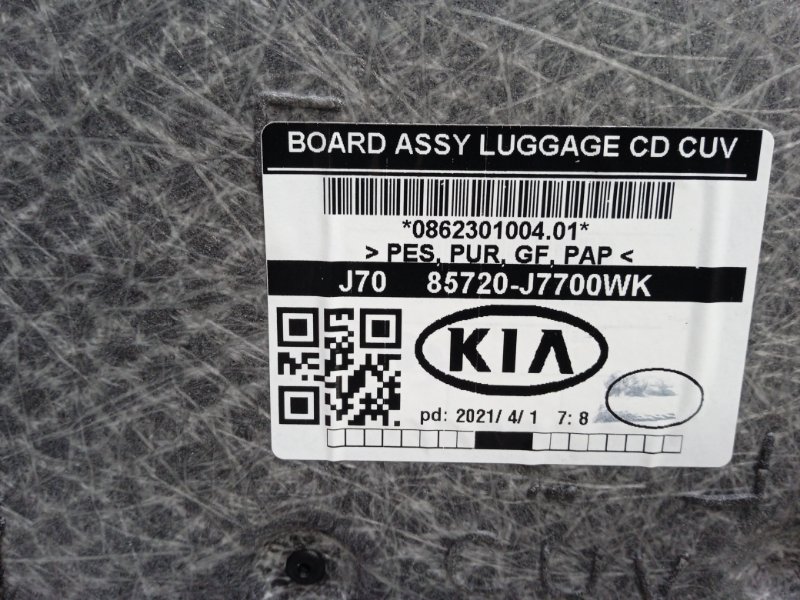 BOARD ASSY LUGGAGE CD CUV
*0862301004.01*
> PES, PUR, GF, PAP <
J70 85720-J7700WK
KIA
pd: 2021/ 4/ 1 7: 8